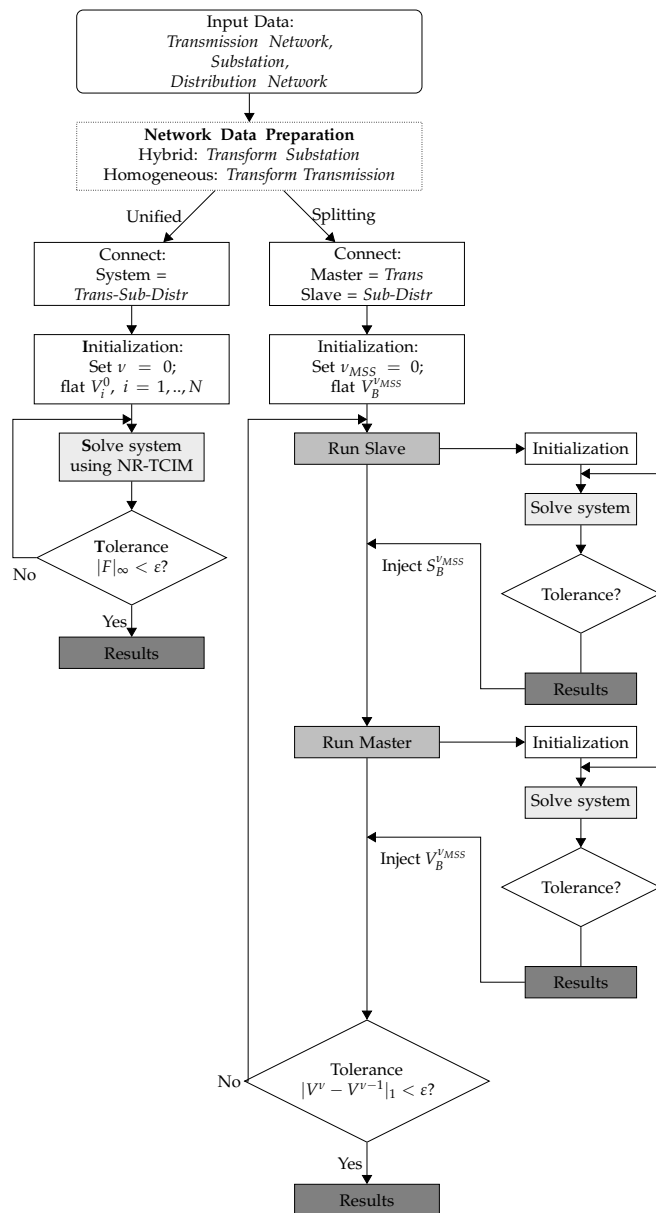 Input Data:
Transmission Network,
Substation,
Distribution Network
Network Data Preparation
Hybrid: Transform Substation
Homogeneous: Transform Transmission
Unified
Splitting
Connect:
System =
Trans-Sub-Distr
Connect:
Master = Trans
Slave = Sub-Distr
Initialization:
Set ν = 0;
flat V_i^0, i = 1,..,N
Initialization:
Set ν_MSS = 0;
flat V_B^{ν_MSS}
Solve system
using NR-TCIM
Run Slave
Initialization
Solve system
Tolerance
|F|_∞ < ε?
No
Yes
Results
Inject S_B^{ν_MSS}
Tolerance?
Results
Run Master
Initialization
Solve system
Inject V_B^{ν_MSS}
Tolerance?
Results
Tolerance
|V^ν − V^{ν−1}|_1 < ε?
No
Yes
Results